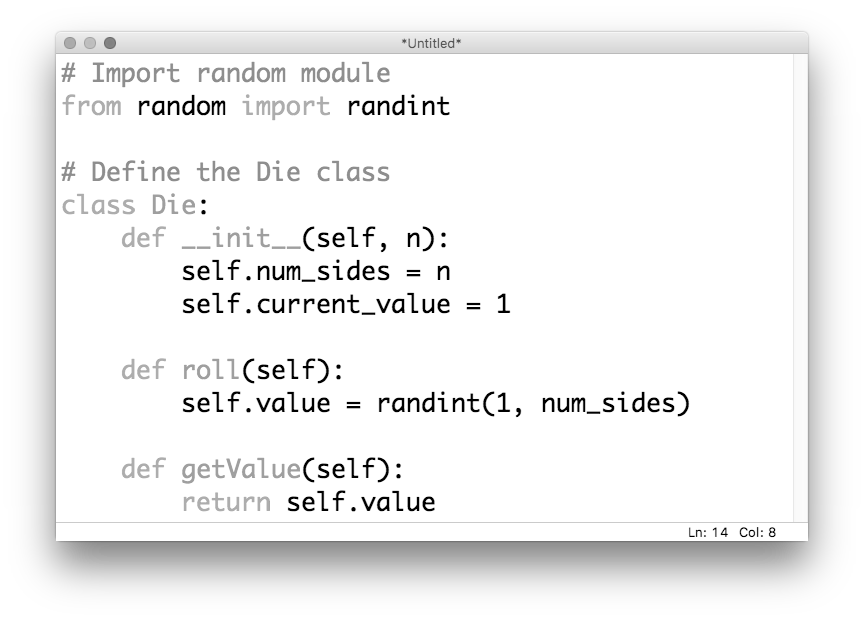 *Untitled*
# Import random module
from random import randint
# Define the Die class
class Die:
def __init__(self, n):
self.num_sides = n
self.current_value = 1
def roll(self):
self.value = randint(1, num_sides)
def getValue(self):
return self.value
Ln: 14 Col: 8